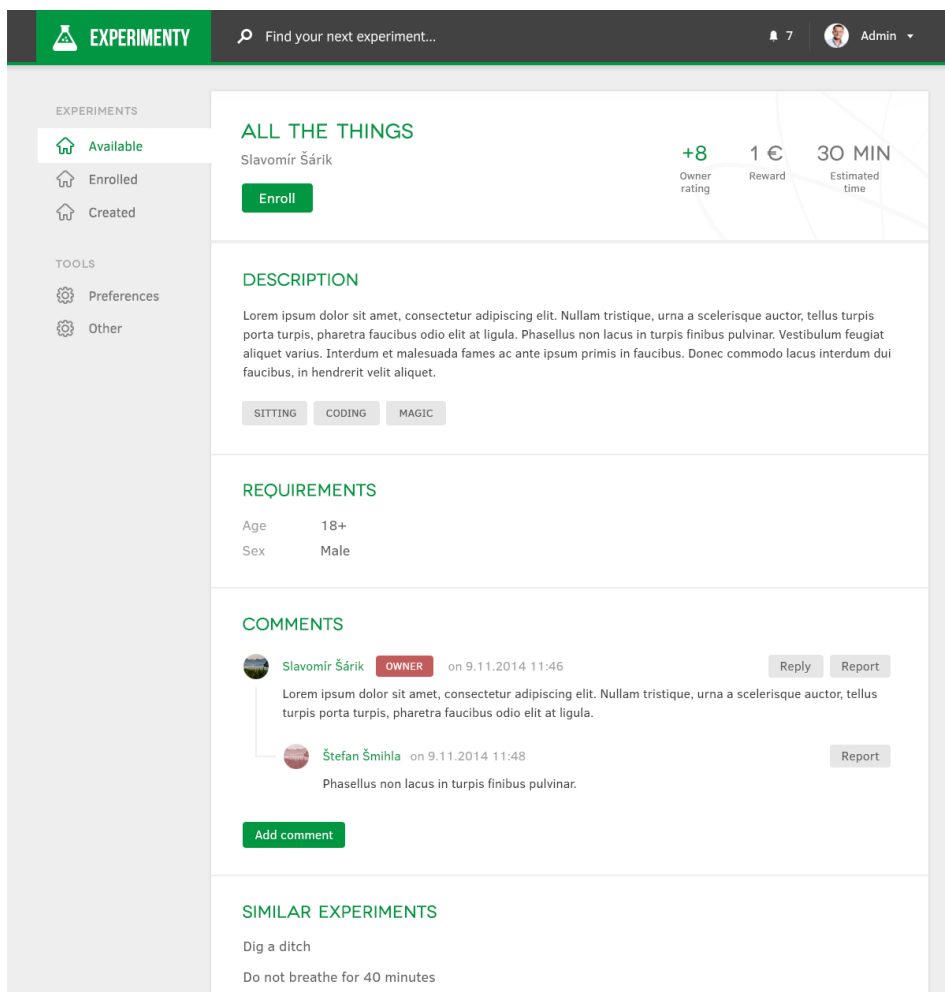 EXPERIMENTY
Find your next experiment...
7
Admin
EXPERIMENTS
Available
Enrolled
Created
TOOLS
Preferences
Other
ALL THE THINGS
Slavomír Šárik
Enroll
+8
Owner
rating
1 €
Reward
30 MIN
Estimated
time
DESCRIPTION
Lorem ipsum dolor sit amet, consectetur adipiscing elit. Nullam tristique, urna a scelerisque auctor, tellus turpis
porta turpis, pharetra faucibus odio elit at ligula. Phasellus non lacus in turpis finibus pulvinar. Vestibulum feugiat
aliquet varius. Interdum et malesuada fames ac ante ipsum primis in faucibus. Donec commodo lacus interdum dui
faucibus, in hendrerit velit aliquet.
SITTING CODING MAGIC
REQUIREMENTS
Age 18+
Sex Male
COMMENTS
Slavomír Šárik OWNER on 9.11.2014 11:46 Reply Report
Lorem ipsum dolor sit amet, consectetur adipiscing elit. Nullam tristique, urna a scelerisque auctor, tellus
turpis porta turpis, pharetra faucibus odio elit at ligula.
Štefan Šmihla on 9.11.2014 11:48 Report
Phasellus non lacus in turpis finibus pulvinar.
Add comment
SIMILAR EXPERIMENTS
Dig a ditch
Do not breathe for 40 minutes